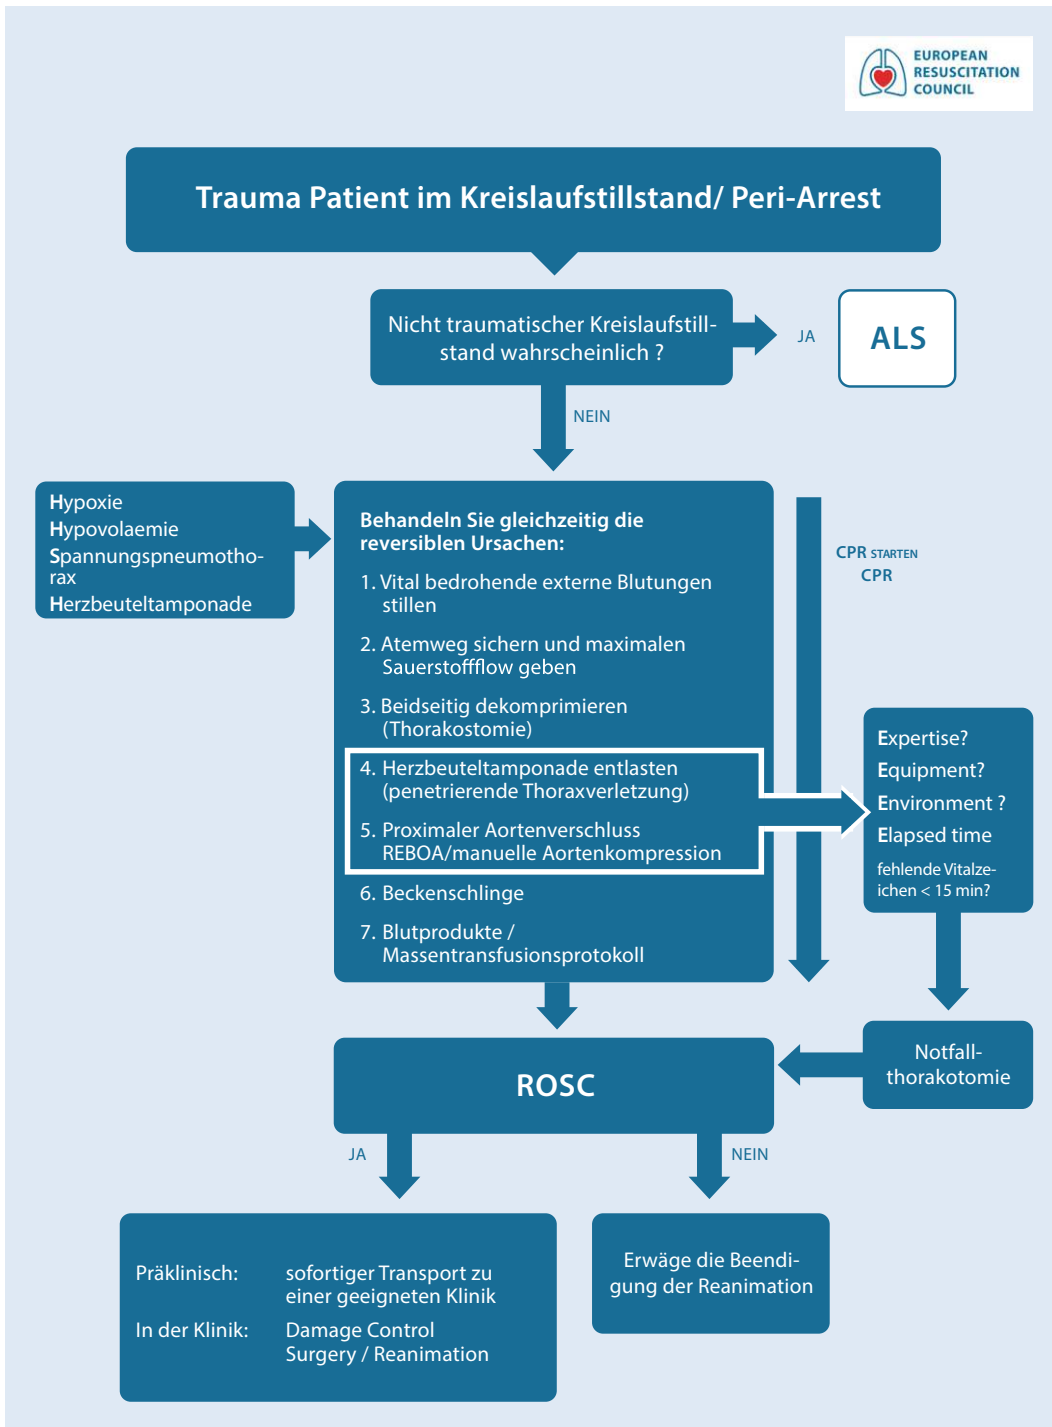 EUROPEAN
RESUSCITATION
COUNCIL
Trauma Patient im Kreislaufstillstand/ Peri-Arrest
Nicht traumatischer Kreislaufstill-
stand wahrscheinlich ?
JA
ALS
NEIN
Hypoxie
Hypovolaemie
Spannungspneumotho-
rax
Herzbeuteltamponade
Behandeln Sie gleichzeitig die
reversiblen Ursachen:
1. Vital bedrohende externe Blutungen
stillen
2. Atemweg sichern und maximalen
Sauerstoffflow geben
3. Beidseitig dekomprimieren
(Thorakostomie)
4. Herzbeuteltamponade entlasten
(penetrierende Thoraxverletzung)
5. Proximaler Aortenverschluss
REBOA/manuelle Aortenkompression
6. Beckenschlinge
7. Blutprodukte /
Massentransfusionsprotokoll
CPR STARTEN
CPR
Expertise?
Equipment?
Environment ?
Elapsed time
fehlende Vitalze-
ichen < 15 min?
Notfall-
thorakotomie
ROSC
JA
NEIN
Präklinisch: sofortiger Transport zu
einer geeigneten Klinik
In der Klinik: Damage Control
Surgery / Reanimation
Erwäge die Beendi-
gung der Reanimation